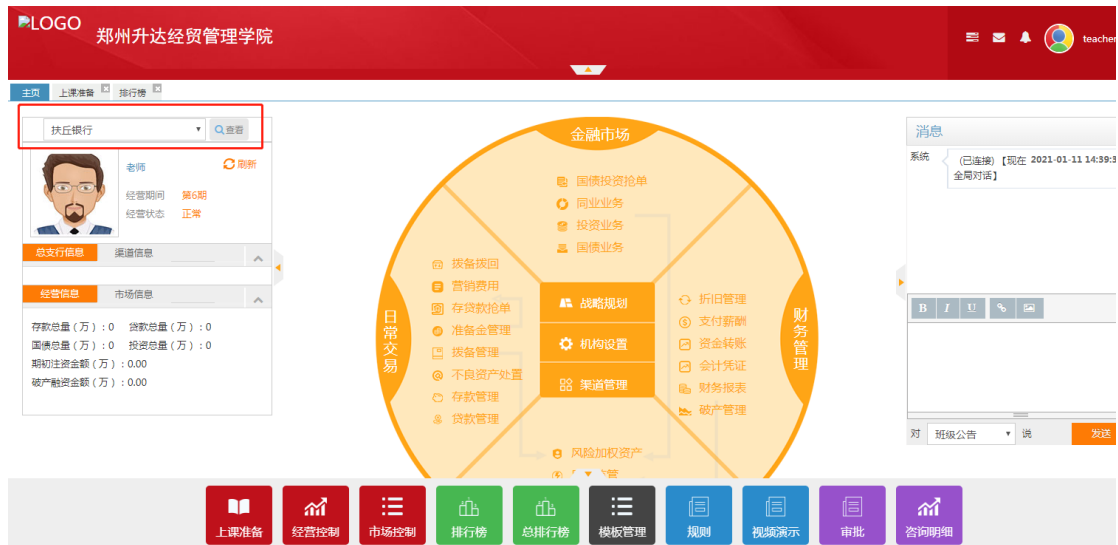 LOGO
郑州升达经贸管理学院
teacher
主页 上课准备 排行榜
扶丘银行 查看
老师 刷新
经营期间 第6期
经营状态 正常
总支行信息 渠道信息
经营信息 市场信息
存款总量(万):0 贷款总量(万):0
国债总量(万):0 投资总量(万):0
期初注资金额(万):0.00
破产融资金额(万):0.00
金融市场
国债投资抢单
同业业务
投资业务
国债业务
日常交易
拨备拨回
营销费用
存贷款抢单
准备金管理
拨备管理
不良资产处置
存款管理
贷款管理
战略规划
机构设置
渠道管理
财务管理
折旧管理
支付薪酬
资金转账
会计凭证
财务报表
破产管理
风险加权资产
管
消息
系统
(已连接)【现在 2021-01-11 14:39:3
全局对话】
B I U
对 班级公告 说 发送
上课准备 经营控制 市场控制 排行榜 总排行榜 模板管理 规则 视频演示 审批 咨询明细